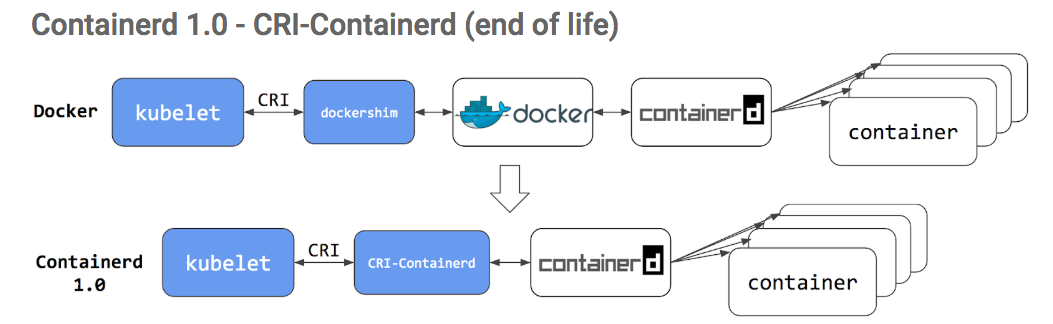 Containerd 1.0 - CRI-Containerd (end of life)
Docker
kubelet
CRI
dockershim
docker
containerd
container
Containerd
1.0
kubelet
CRI
CRI-Containerd
containerd
container